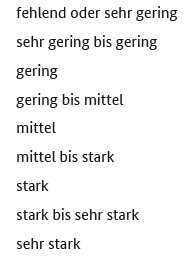 fehlend oder sehr gering
sehr gering bis gering
gering
gering bis mittel
mittel
mittel bis stark
stark
stark bis sehr stark
sehr stark